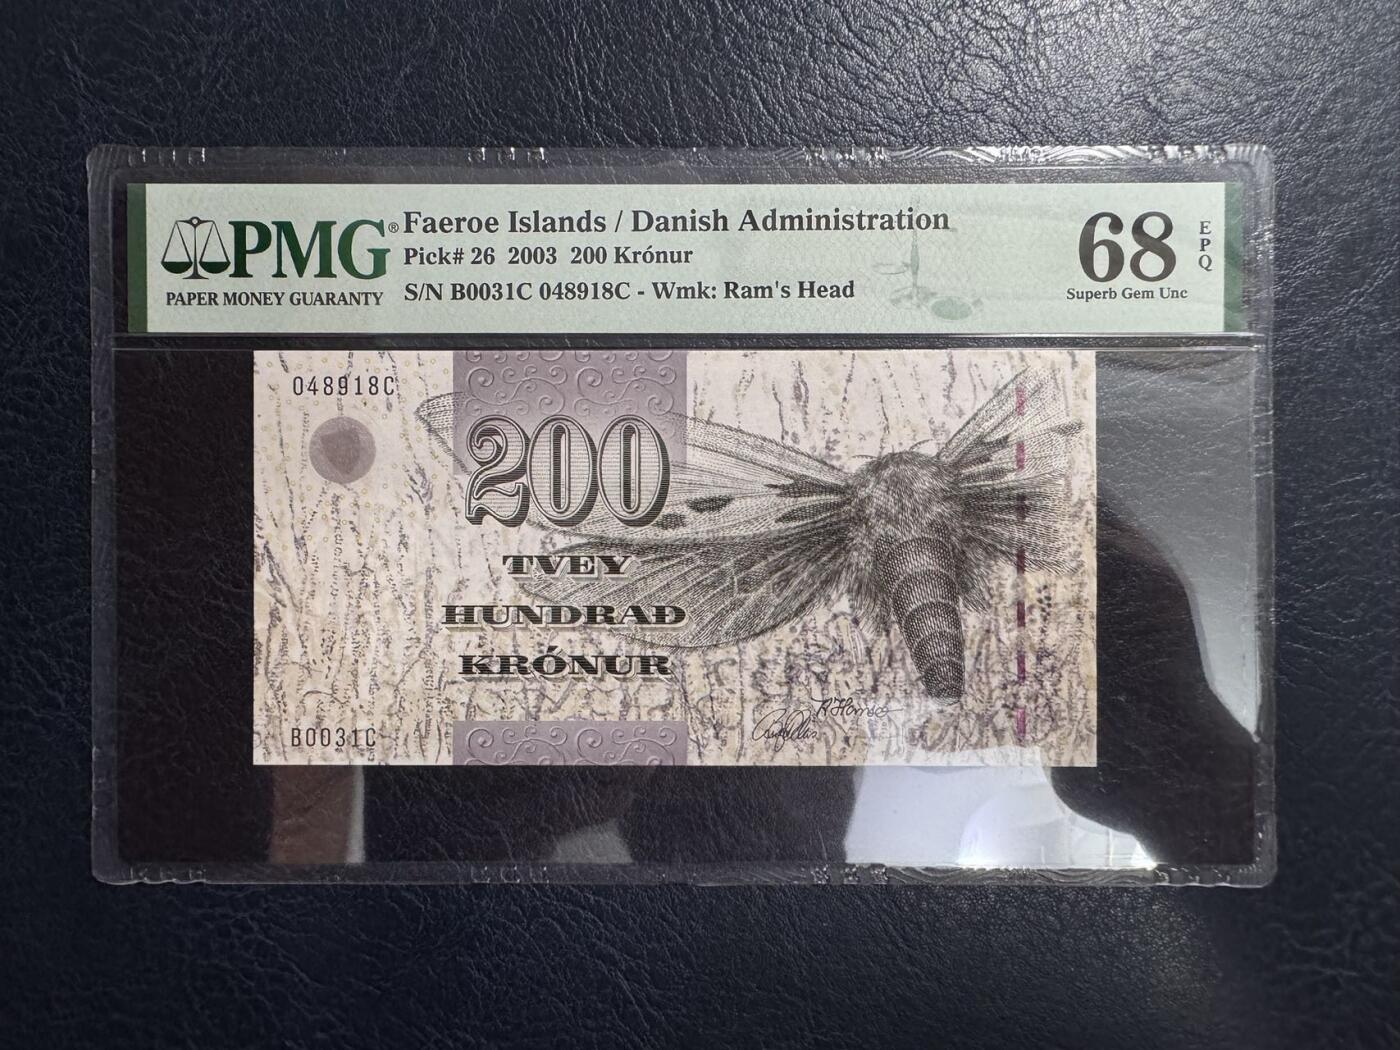 PMG®
PAPER MONEY GUARANTY
Faeroe Islands / Danish Administration
Pick# 26 2003 200 Krónur
S/N B0031C 048918C - Wmk: Ram's Head
68
EPQ
Superb Gem Unc
048918C
200
TVEY
HUNDRAÐ
KRÓNUR
B0031C